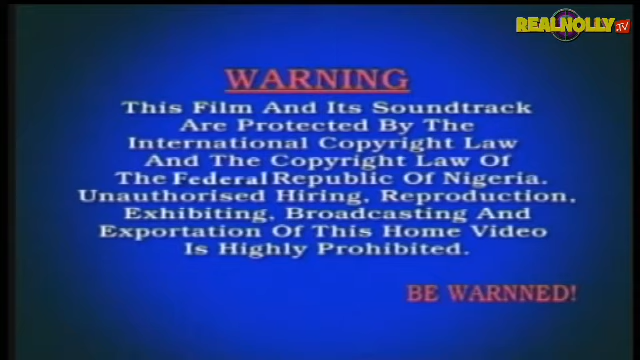 REALNOLLY.TV
WARNING
This Film And Its Soundtrack
Are Protected By The
International Copyright Law
And The Copyright Law Of
The Federal Republic Of Nigeria.
Unauthorised Hiring, Reproduction,
Exhibiting, Broadcasting And
Exportation Of This Home Video
Is Highly Prohibited.
BE WARNNED!